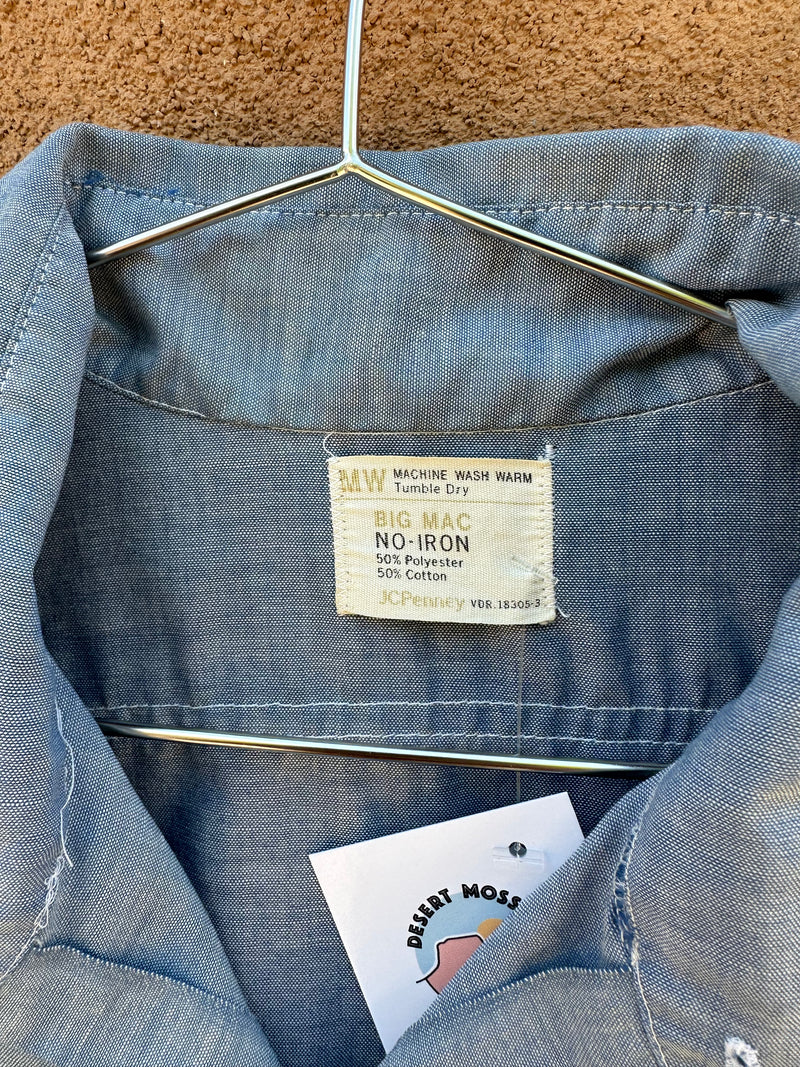 MW MACHINE WASH WARM
Tumble Dry
BIG MAC
NO-IRON
50% Polyester
50% Cotton
JCPenney VDR.18305-3
DESERT MOSS